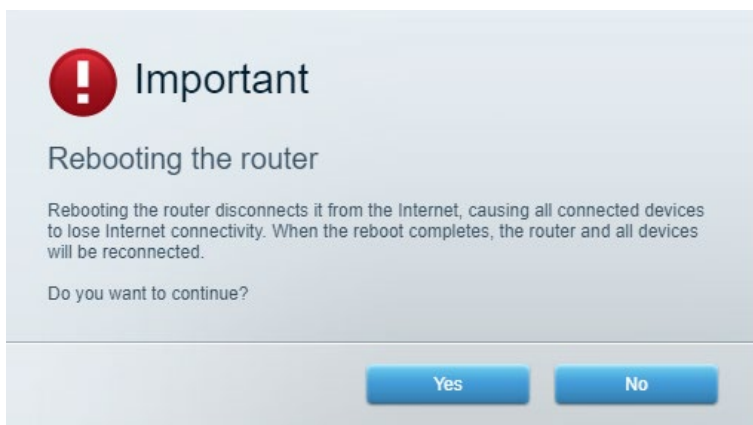 Important
Rebooting the router
Rebooting the router disconnects it from the Internet, causing all connected devices
to lose Internet connectivity. When the reboot completes, the router and all devices
will be reconnected.
Do you want to continue?
Yes No